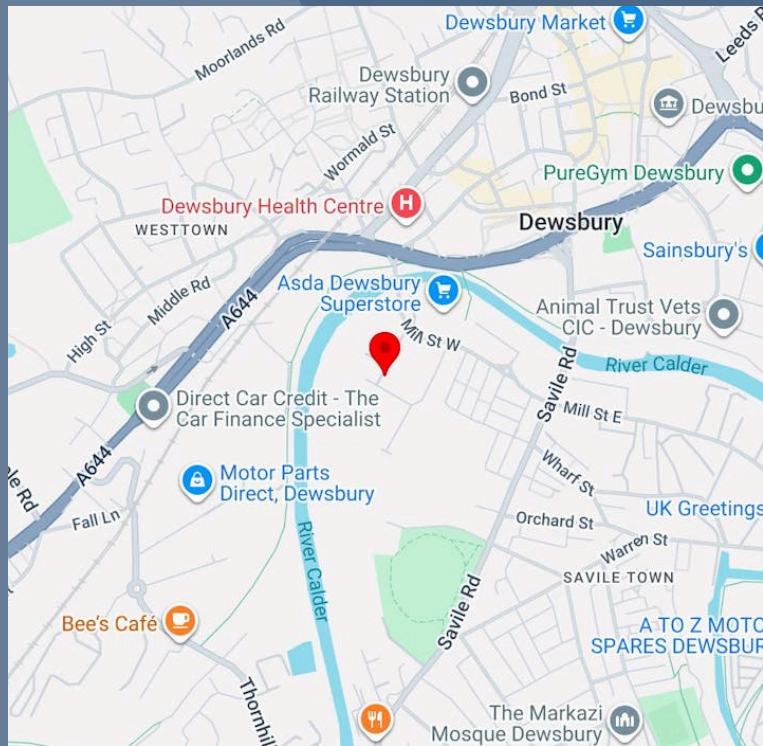 Dewsbury Market
Leeds R
Moorlands Rd
Dewsbury
Railway Station
Bond St
Dewsbu
Wormald St
PureGym Dewsbury
Dewsbury Health Centre
H
WESTTOWN
Dewsbury
Sainsbury's
Middle Rd
A644
Asda Dewsbury
Superstore
Animal Trust Vets
CIC - Dewsbury
High St
Mill St W
River Calder
Savile Rd
Direct Car Credit - The
Car Finance Specialist
Mill St E
A644
Motor Parts
Direct, Dewsbury
Wharf St
ple Rd
Fall Ln
Orchard St
UK Greetings
River Calder
Warren St
SAVILE TOWN
Savile Rd
Bee's Café
A TO Z MOTO
SPARES DEWSBUR
Thornhill
The Markazi
Mosque Dewsbury